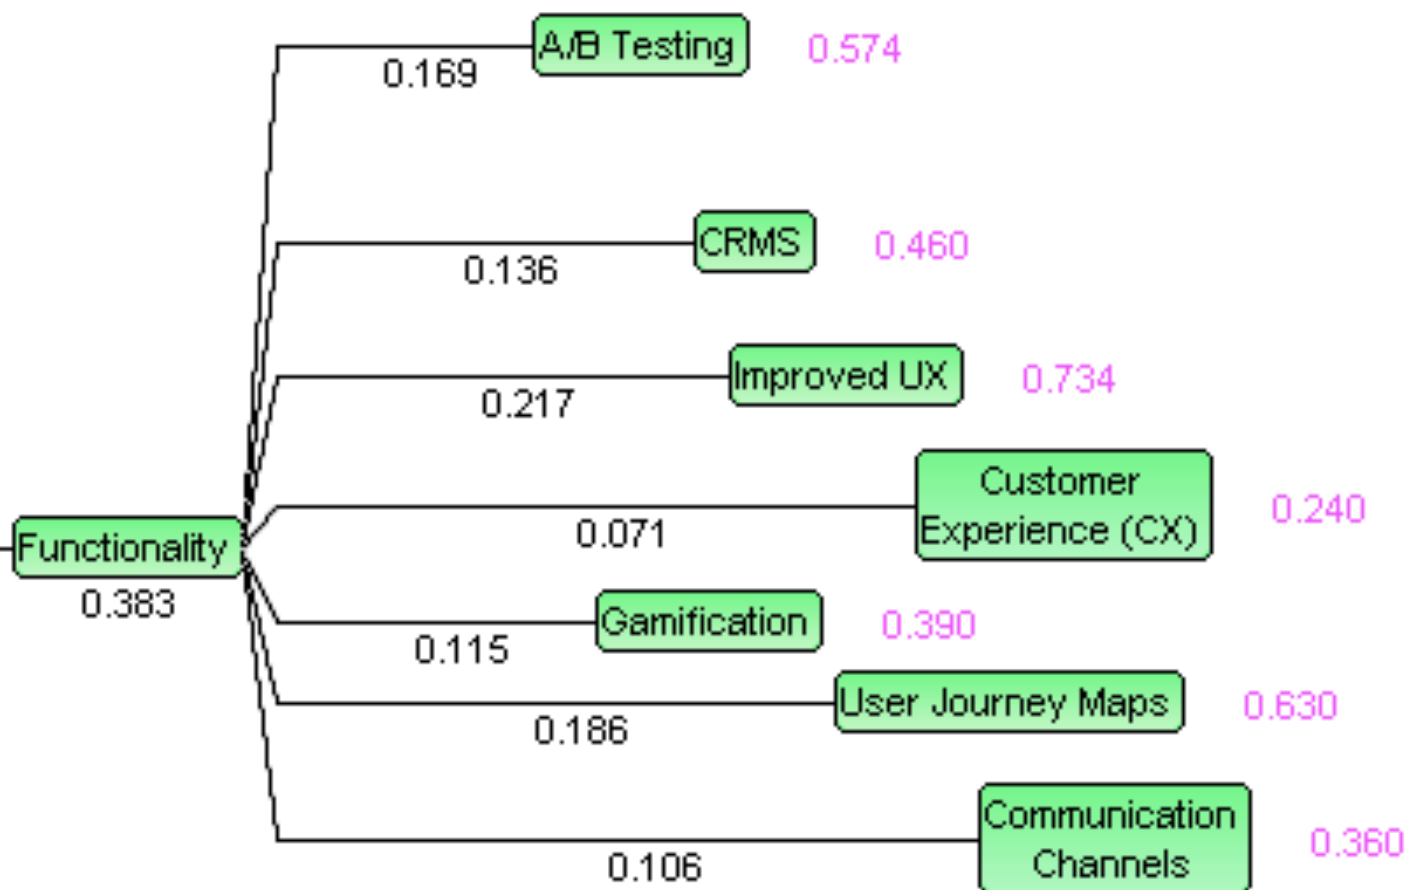 A/B Testing
0.574
0.169
CRMS
0.460
0.136
Improved UX
0.734
0.217
Customer
Experience (CX)
0.240
0.071
Functionality
0.383
Gamification
0.390
0.115
User Journey Maps
0.630
0.186
Communication
Channels
0.360
0.106